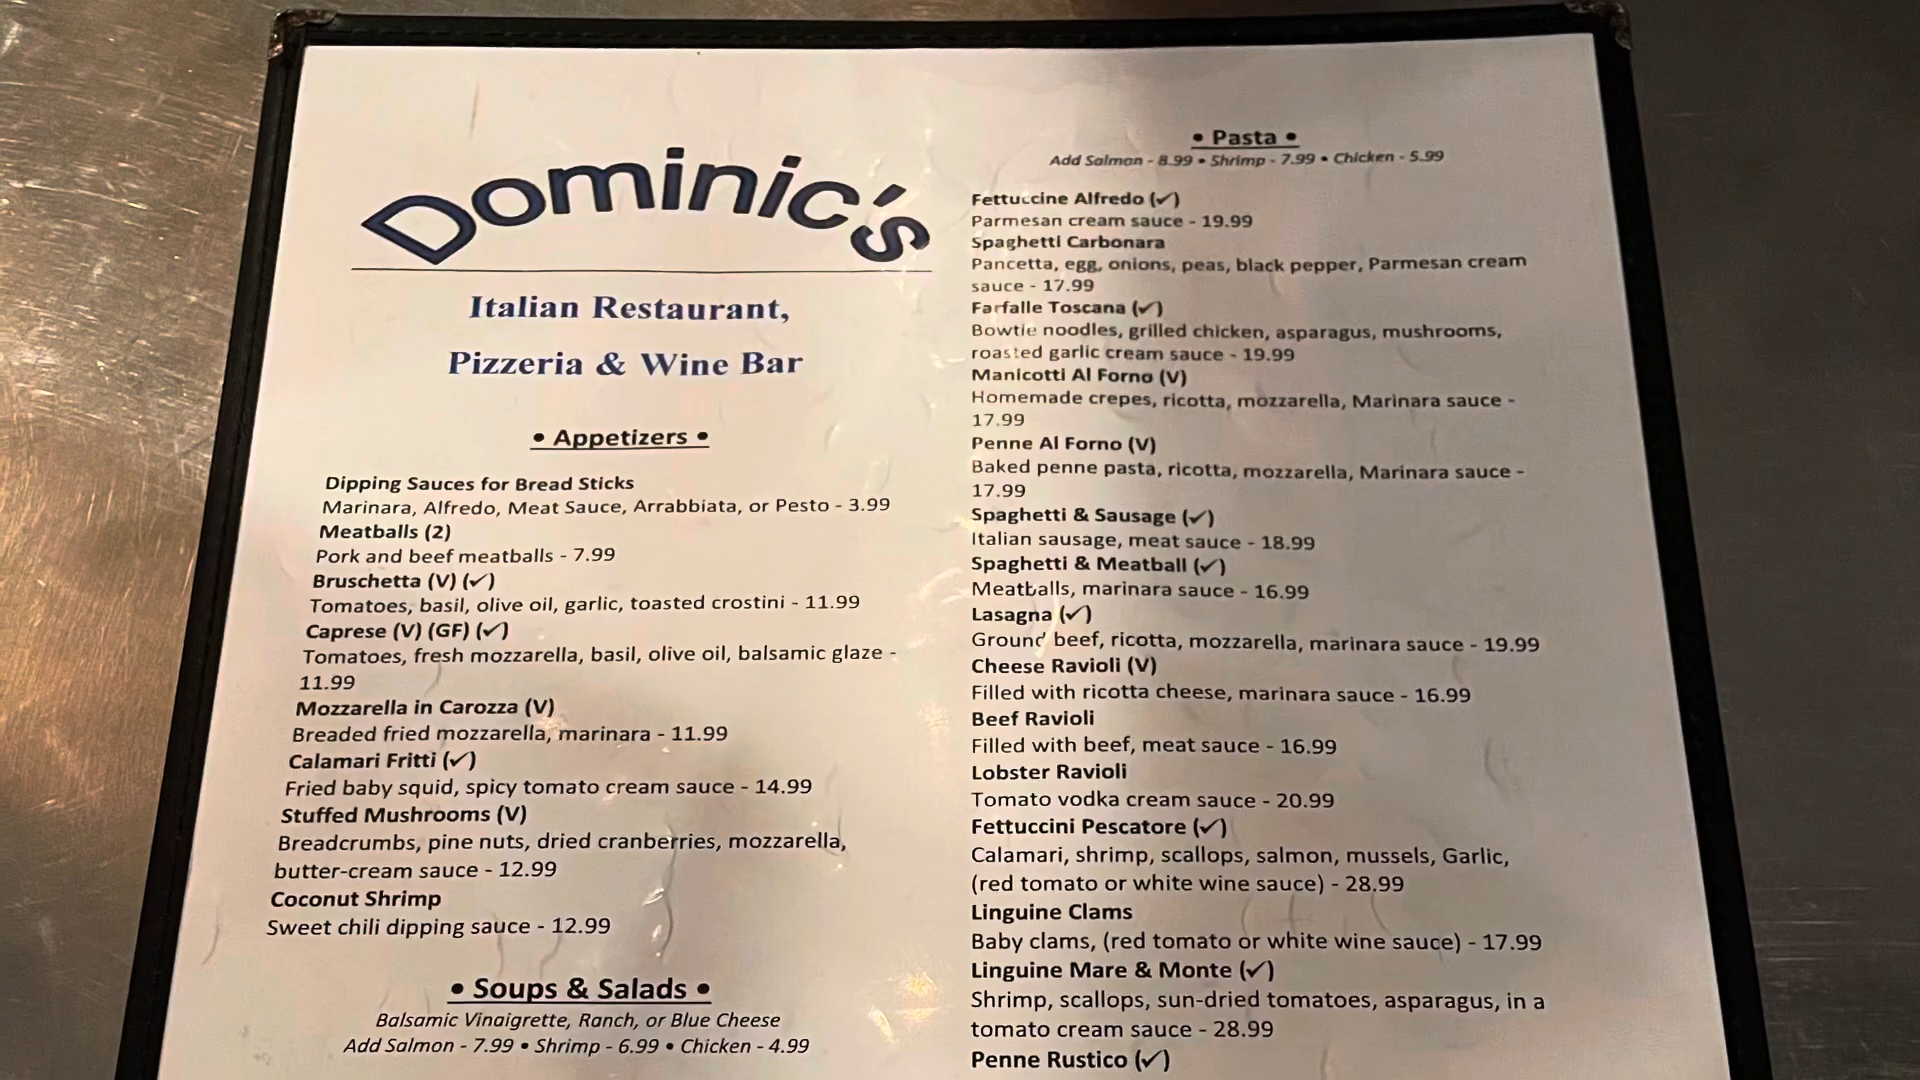 Dominic's
Italian Restaurant,
Pizzeria & Wine Bar
• Appetizers •
Dipping Sauces for Bread Sticks
Marinara, Alfredo, Meat Sauce, Arrabbiata, or Pesto - 3.99
Meatballs (2)
Pork and beef meatballs - 7.99
Bruschetta (V) (✓)
Tomatoes, basil, olive oil, garlic, toasted crostini - 11.99
Caprese (V) (GF) (✓)
Tomatoes, fresh mozzarella, basil, olive oil, balsamic glaze -
11.99
Mozzarella in Carozza (V)
Breaded fried mozzarella, marinara - 11.99
Calamari Fritti (✓)
Fried baby squid, spicy tomato cream sauce - 14.99
Stuffed Mushrooms (V)
Breadcrumbs, pine nuts, dried cranberries, mozzarella,
butter-cream sauce - 12.99
Coconut Shrimp
Sweet chili dipping sauce - 12.99
• Soups & Salads •
Balsamic Vinaigrette, Ranch, or Blue Cheese
Add Salmon - 7.99 • Shrimp - 6.99 • Chicken - 4.99
• Pasta •
Add Salmon - 8.99 • Shrimp - 7.99 • Chicken - 5.99
Fettuccine Alfredo (✓)
Parmesan cream sauce - 19.99
Spaghetti Carbonara
Pancetta, egg, onions, peas, black pepper, Parmesan cream
sauce - 17.99
Farfalle Toscana (✓)
Bowtie noodles, grilled chicken, asparagus, mushrooms,
roasted garlic cream sauce - 19.99
Manicotti Al Forno (V)
Homemade crepes, ricotta, mozzarella, Marinara sauce -
17.99
Penne Al Forno (V)
Baked penne pasta, ricotta, mozzarella, Marinara sauce -
17.99
Spaghetti & Sausage (✓)
Italian sausage, meat sauce - 18.99
Spaghetti & Meatball (✓)
Meatballs, marinara sauce - 16.99
Lasagna (✓)
Ground beef, ricotta, mozzarella, marinara sauce - 19.99
Cheese Ravioli (V)
Filled with ricotta cheese, marinara sauce - 16.99
Beef Ravioli
Filled with beef, meat sauce - 16.99
Lobster Ravioli
Tomato vodka cream sauce - 20.99
Fettuccini Pescatore (✓)
Calamari, shrimp, scallops, salmon, mussels, Garlic,
(red tomato or white wine sauce) - 28.99
Linguine Clams
Baby clams, (red tomato or white wine sauce) - 17.99
Linguine Mare & Monte (✓)
Shrimp, scallops, sun-dried tomatoes, asparagus, in a
tomato cream sauce - 28.99
Penne Rustico (✓)